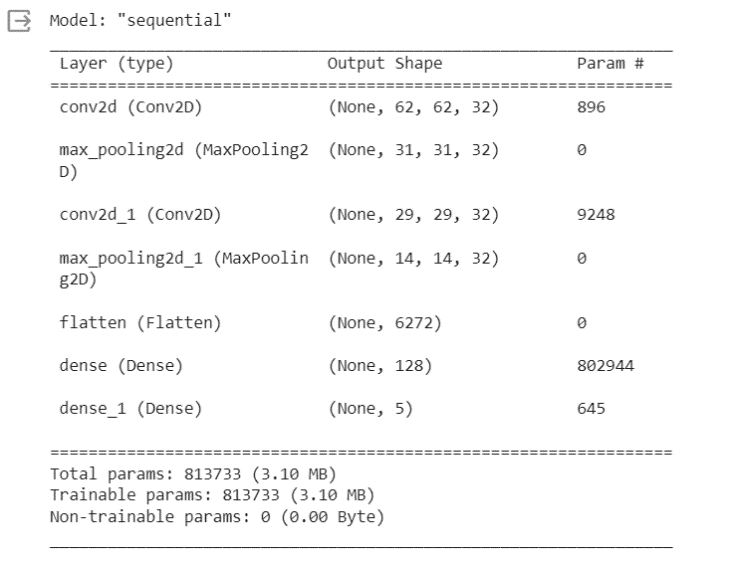 Model: "sequential"
_________________________________________________________________
Layer (type) Output Shape Param #
=================================================================
conv2d (Conv2D) (None, 62, 62, 32) 896
max_pooling2d (MaxPooling2 (None, 31, 31, 32) 0
D)
conv2d_1 (Conv2D) (None, 29, 29, 32) 9248
max_pooling2d_1 (MaxPoolin (None, 14, 14, 32) 0
g2D)
flatten (Flatten) (None, 6272) 0
dense (Dense) (None, 128) 802944
dense_1 (Dense) (None, 5) 645
=================================================================
Total params: 813733 (3.10 MB)
Trainable params: 813733 (3.10 MB)
Non-trainable params: 0 (0.00 Byte)
_________________________________________________________________